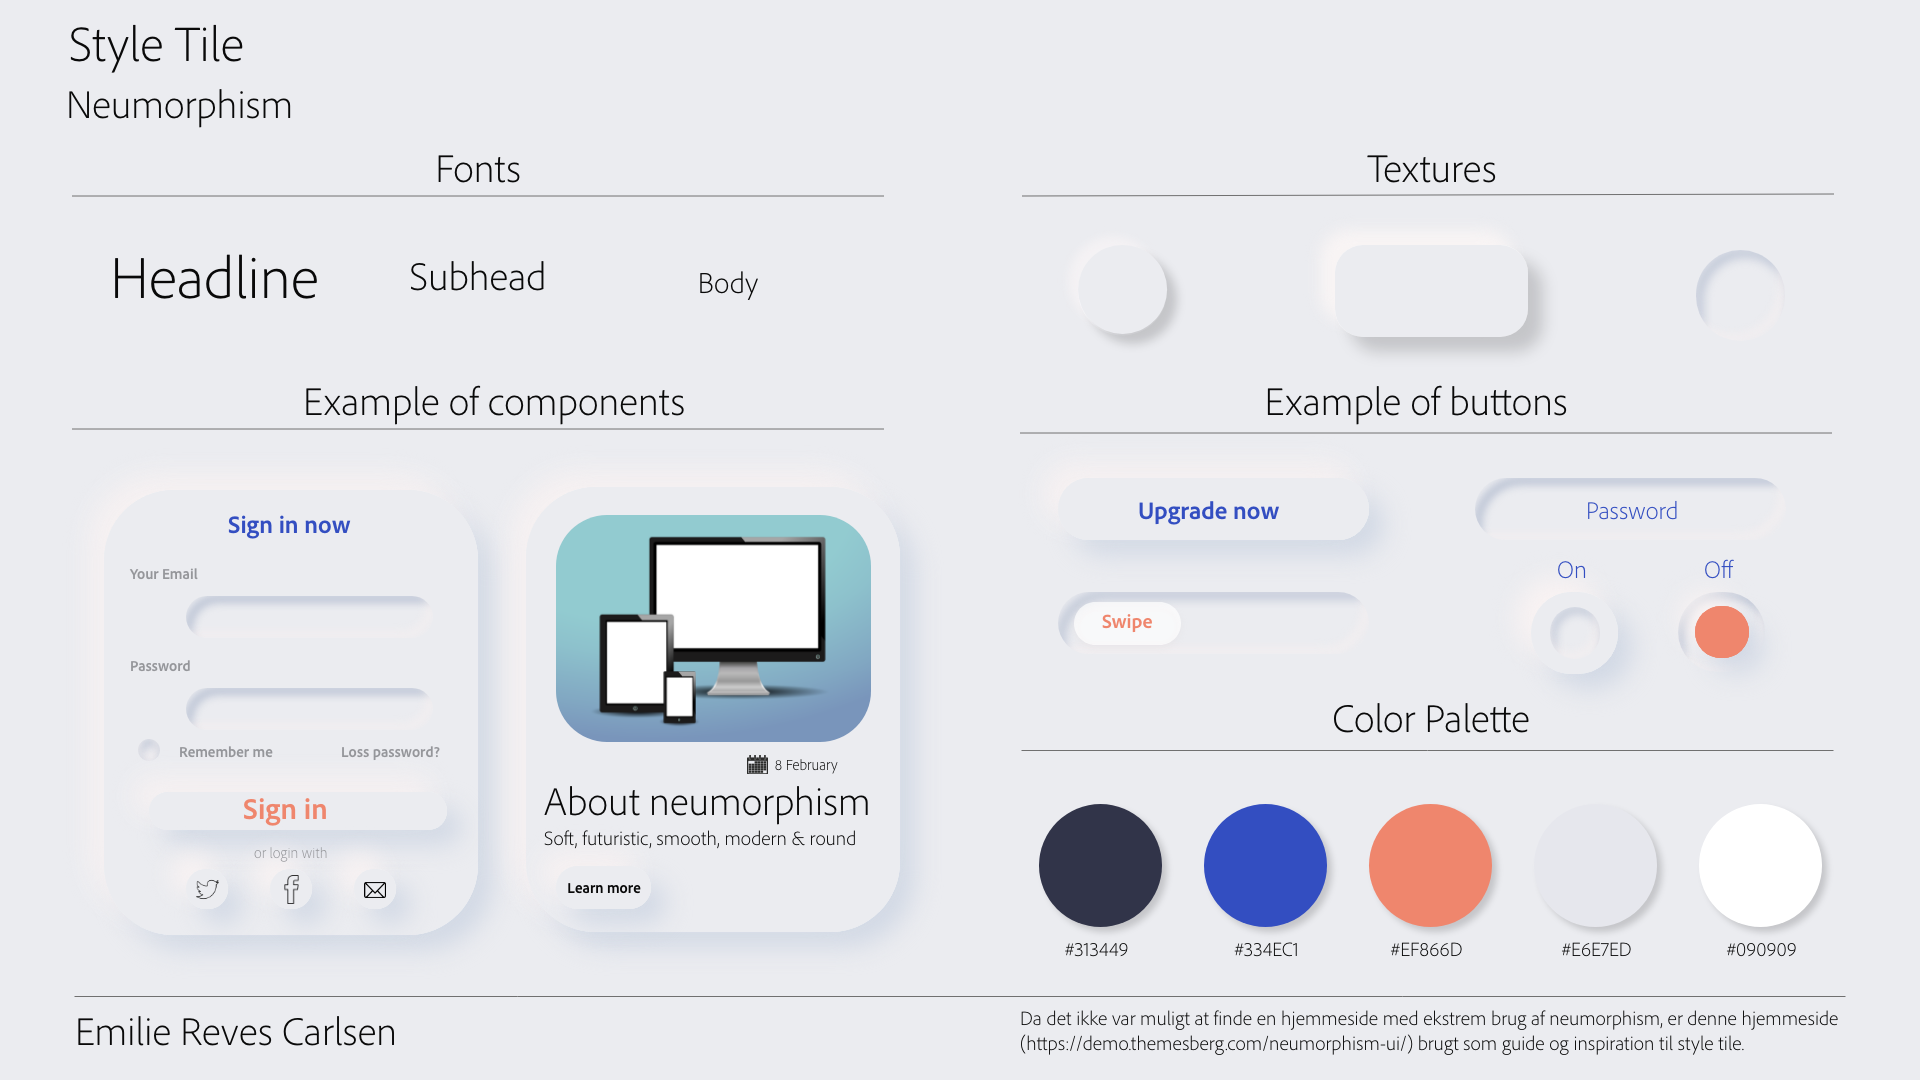 Style Tile
Neumorphism
Fonts
Headline
Subhead
Body
Textures
Example of components
Sign in now
Your Email
Password
Remember me
Loss password?
Sign in
or login with
8 February
About neumorphism
Soft, futuristic, smooth, modern & round
Learn more
Example of buttons
Upgrade now
Password
Swipe
On
Off
Color Palette
#313449
#334EC1
#EF866D
#E6E7ED
#090909
Emilie Reves Carlsen
Da det ikke var muligt at finde en hjemmeside med ekstrem brug af neumorphism, er denne hjemmeside
(https://demo.themesberg.com/neumorphism-ui/) brugt som guide og inspiration til style tile.